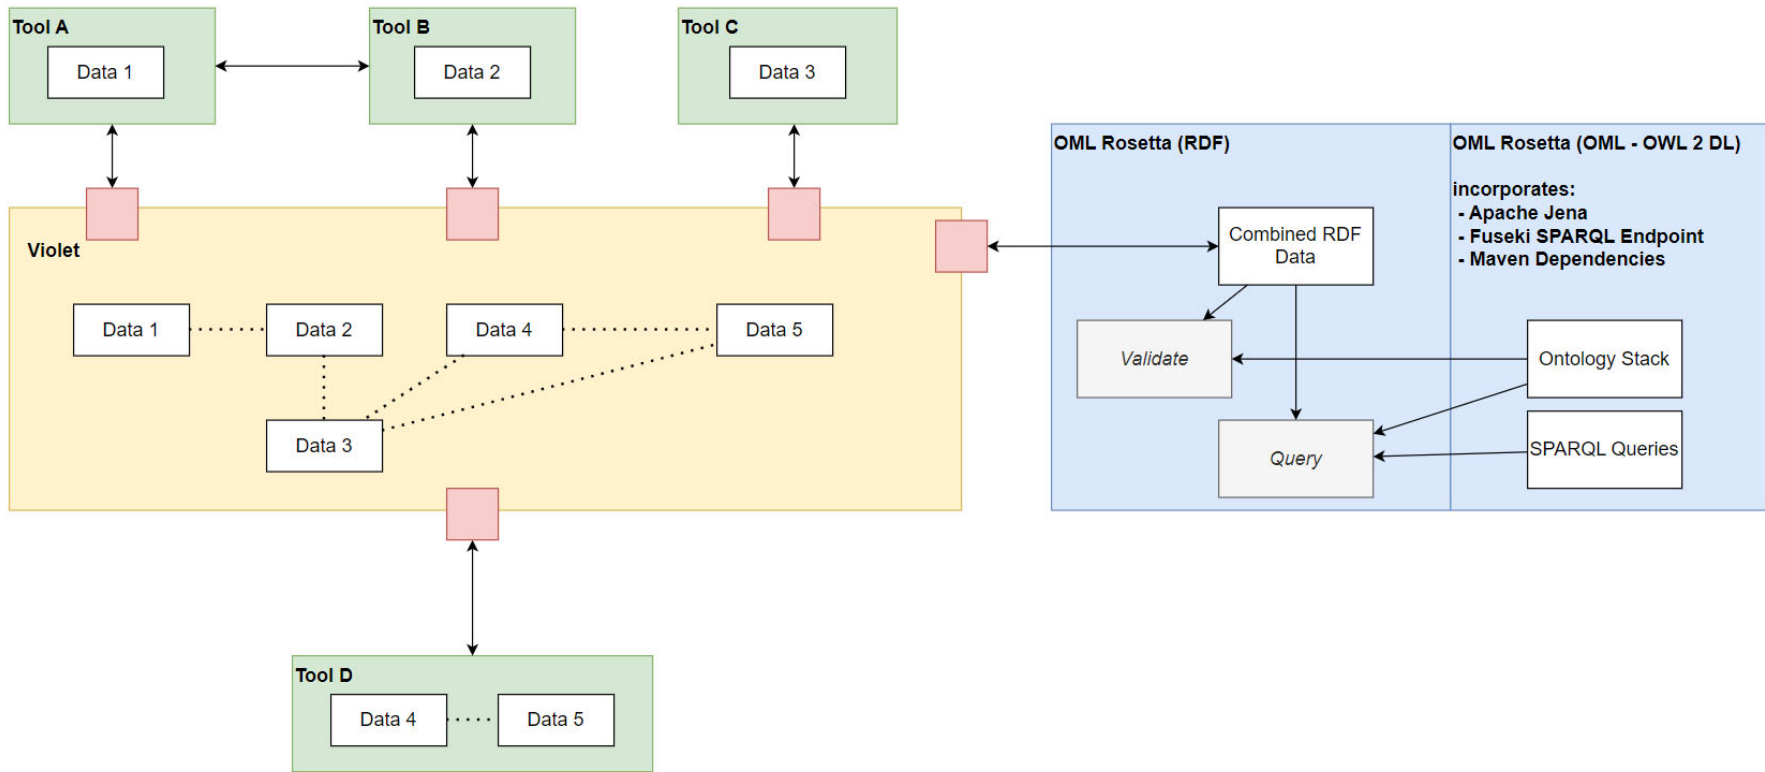 Tool A
Data 1
Tool B
Data 2
Tool C
Data 3
Violet
Data 1
Data 2
Data 4
Data 5
Data 3
Tool D
Data 4
Data 5
OML Rosetta (RDF)
Combined RDF
Data
Validate
Query
OML Rosetta (OML - OWL 2 DL)
incorporates:
- Apache Jena
- Fuseki SPARQL Endpoint
- Maven Dependencies
Ontology Stack
SPARQL Queries